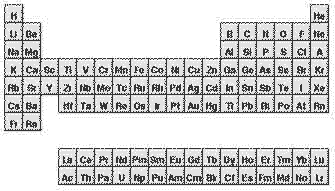 H He
Li Be B C N O F Ne
Na Mg Al Si P S Cl A
K Ca Sc Ti V Cr Mn Fe Co Ni Cu Zn Ga Ge As Se Br Kr
Rb Sr Y Zr Nb Mo Tc Ru Rh Pd Ag Cd In Sn Sb Te I Xe
Cs Ba Hf Ta W Re Os Ir Pt Au Hg Tl Pb Bi Po At Rn
Fr Ra
La Ce Pr Nd Pm Sm Eu Gd Tb Dy Ho Er Tm Yb Lu
Ac Th Pa U Np Pu Am Cm Bk Cf Es Fm Md No Lr